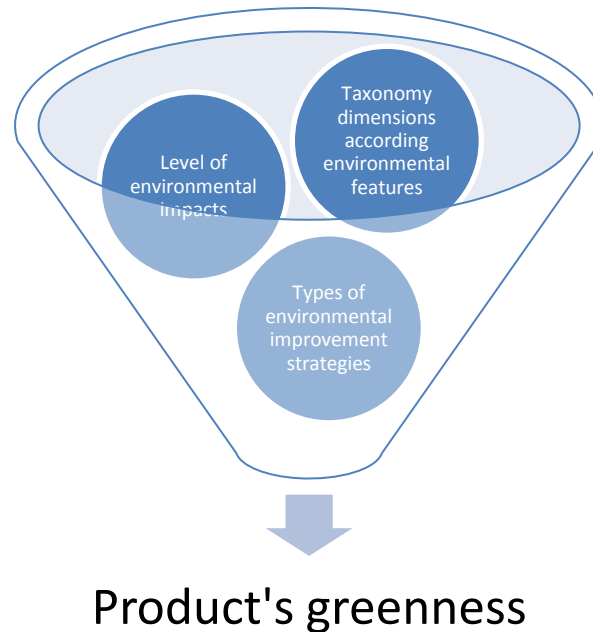 Taxonomy
dimensions
according
environmental
features
Level of
environmental
impacts
Types of
environmental
improvement
strategies
Product's greenness